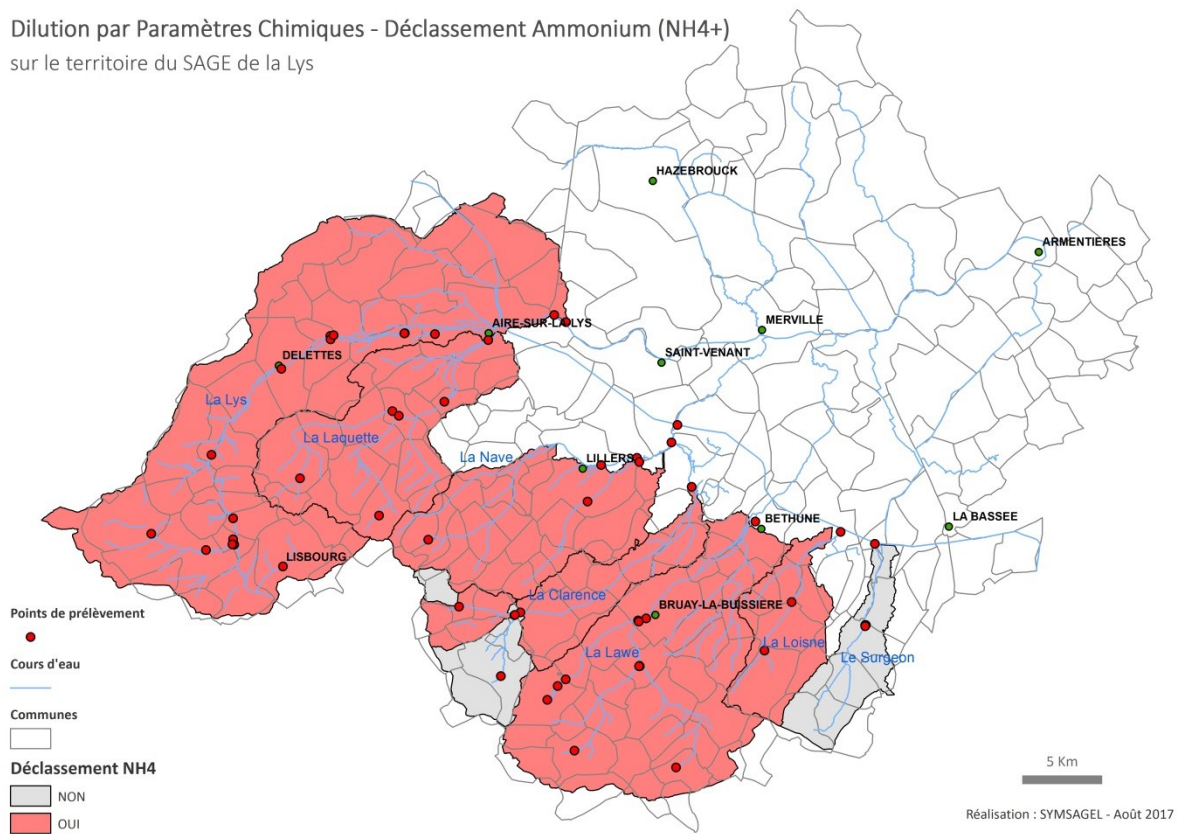 Dilution par Paramètres Chimiques - Déclassement Ammonium (NH4+)
sur le territoire du SAGE de la Lys
HAZEBROUCK
ARMENTIERES
AIRE-SUR-LA-LYS
MERVILLE
SAINT-VENANT
DELETTES
La Lys
La Laquette
La Nave
LILLERS
BETHUNE
LA BASSEE
LISBOURG
La Clarence
BRUAY-LA-BUISSIERE
La Lawe
La Loisne
Le Surgeon
Points de prélèvement
Cours d'eau
Communes
Déclassement NH4
NON
OUI
5 Km
Réalisation : SYMSAGEL - Août 2017